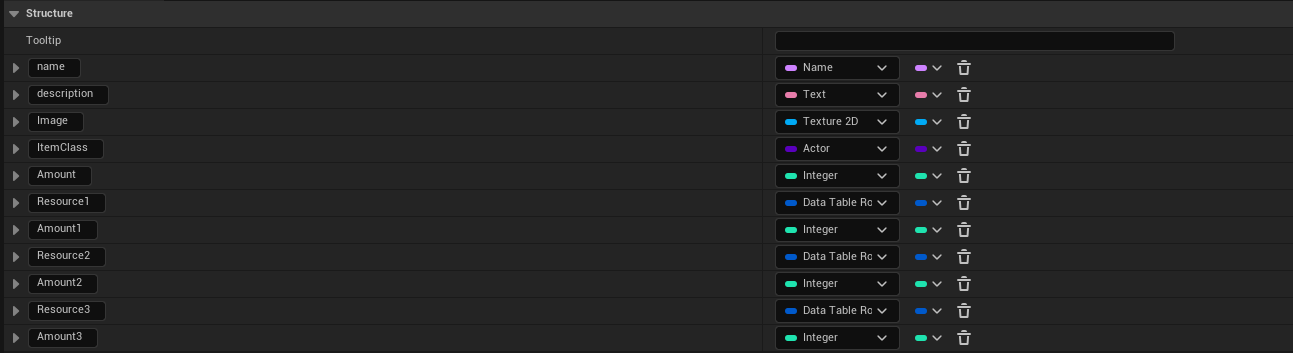 Structure
Tooltip
name Name
description Text
Image Texture 2D
ItemClass Actor
Amount Integer
Resource1 Data Table Ro
Amount1 Integer
Resource2 Data Table Ro
Amount2 Integer
Resource3 Data Table Ro
Amount3 Integer